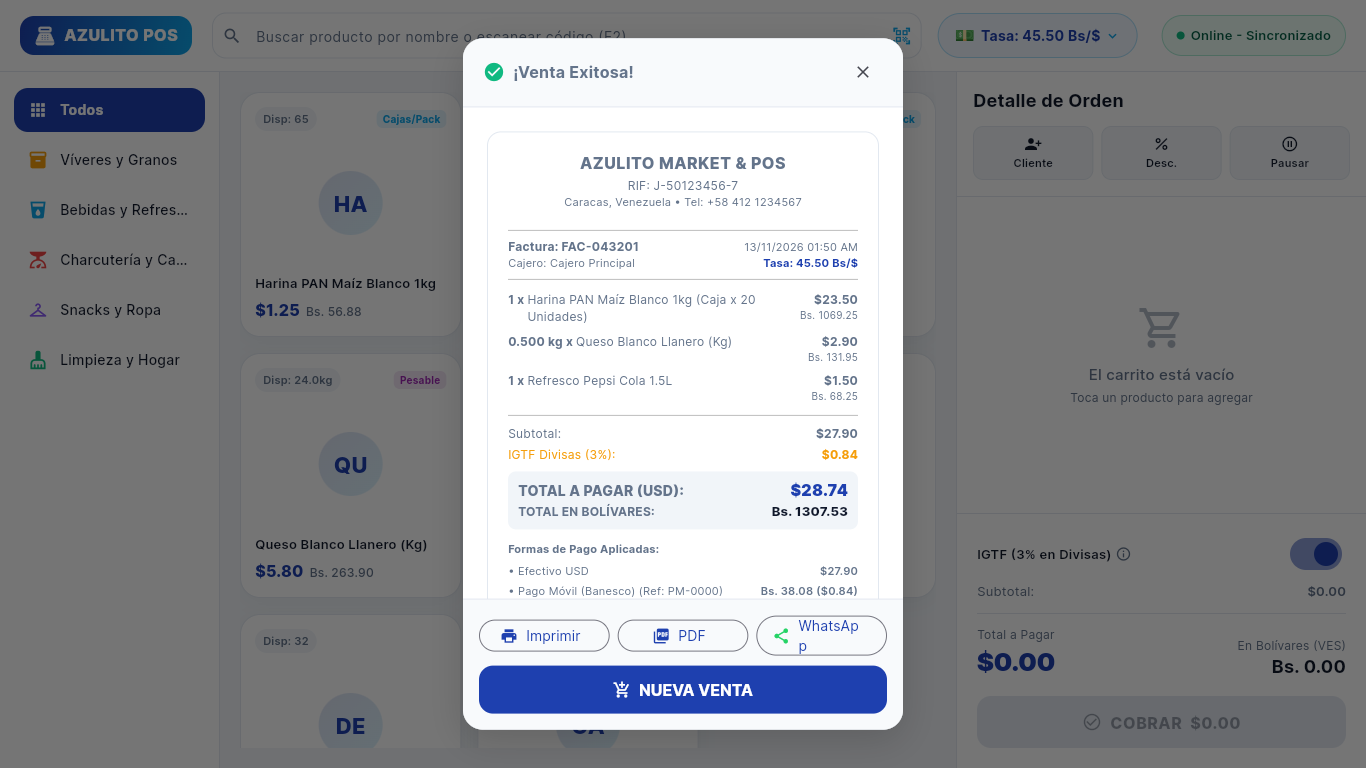 AZULITO POS
Buscar producto por nombre o escanear código (F2)
Tasa: 45.50 Bs/$
Online - Sincronizado
Todos
Víveres y Granos
Bebidas y Refres...
Charcutería y Ca...
Snacks y Ropa
Limpieza y Hogar
Disp: 65
Cajas/Pack
HA
Harina PAN Maíz Blanco 1kg
$1.25 Bs. 56.88
Disp: 24.0kg
Pesable
QU
Queso Blanco Llanero (Kg)
$5.80 Bs. 263.90
Disp: 32
DE
¡Venta Exitosa!
AZULITO MARKET & POS
RIF: J-50123456-7
Caracas, Venezuela • Tel: +58 412 1234567
Factura: FAC-043201
13/11/2026 01:50 AM
Cajero: Cajero Principal
Tasa: 45.50 Bs/$
1 x Harina PAN Maíz Blanco 1kg (Caja x 20
Unidades)
$23.50
Bs. 1069.25
0.500 kg x Queso Blanco Llanero (Kg)
$2.90
Bs. 131.95
1 x Refresco Pepsi Cola 1.5L
$1.50
Bs. 68.25
Subtotal:
$27.90
IGTF Divisas (3%):
$0.84
TOTAL A PAGAR (USD):
$28.74
TOTAL EN BOLÍVARES:
Bs. 1307.53
Formas de Pago Aplicadas:
• Efectivo USD
$27.90
• Pago Móvil (Banesco) (Ref: PM-0000)
Bs. 38.08 ($0.84)
Imprimir
PDF
WhatsAp
p
NUEVA VENTA
Detalle de Orden
Cliente
Desc.
Pausar
El carrito está vacío
Toca un producto para agregar
IGTF (3% en Divisas)
Subtotal:
$0.00
Total a Pagar
$0.00
En Bolívares (VES)
Bs. 0.00
COBRAR $0.00